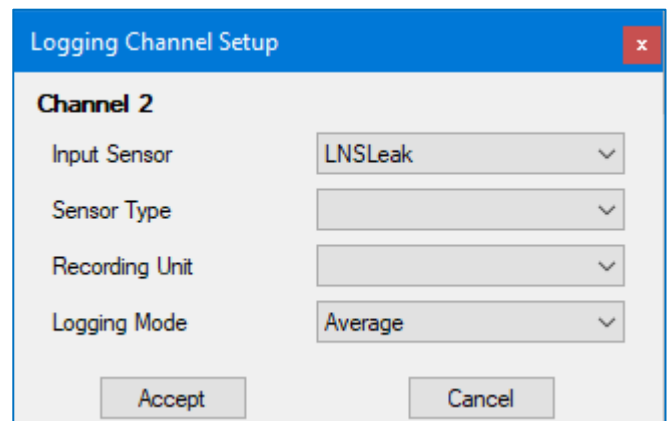 Logging Channel Setup x
Channel 2
Input Sensor LNSLeak
Sensor Type
Recording Unit
Logging Mode Average
Accept Cancel